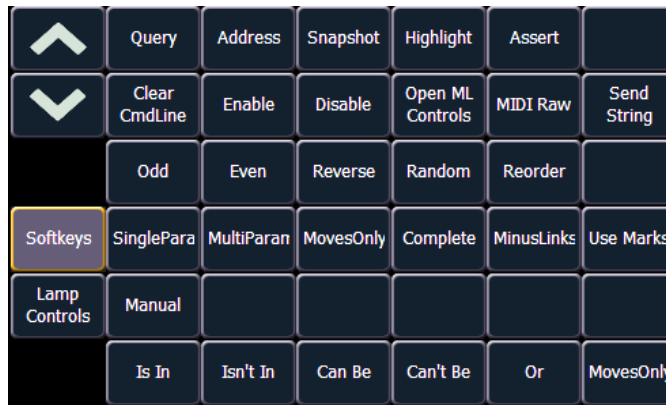 Query Address Snapshot Highlight Assert
Clear CmdLine Enable Disable Open ML Controls MIDI Raw Send String
Odd Even Reverse Random Reorder
Softkeys SinglePara MultiParam MovesOnly Complete MinusLinks Use Marks
Lamp Controls Manual
Is In Isn't In Can Be Can't Be Or MovesOnly